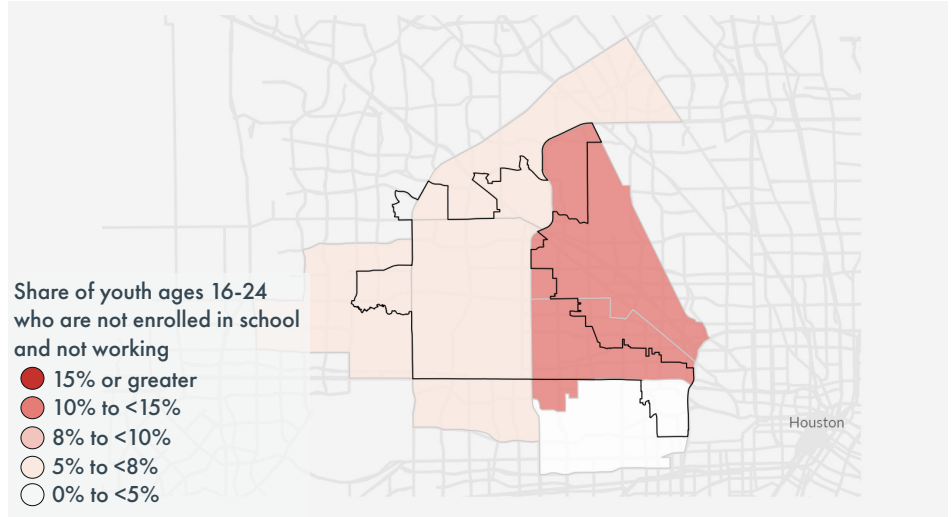 Share of youth ages 16-24
who are not enrolled in school
and not working
15% or greater
10% to <15%
8% to <10%
5% to <8%
0% to <5%
Houston